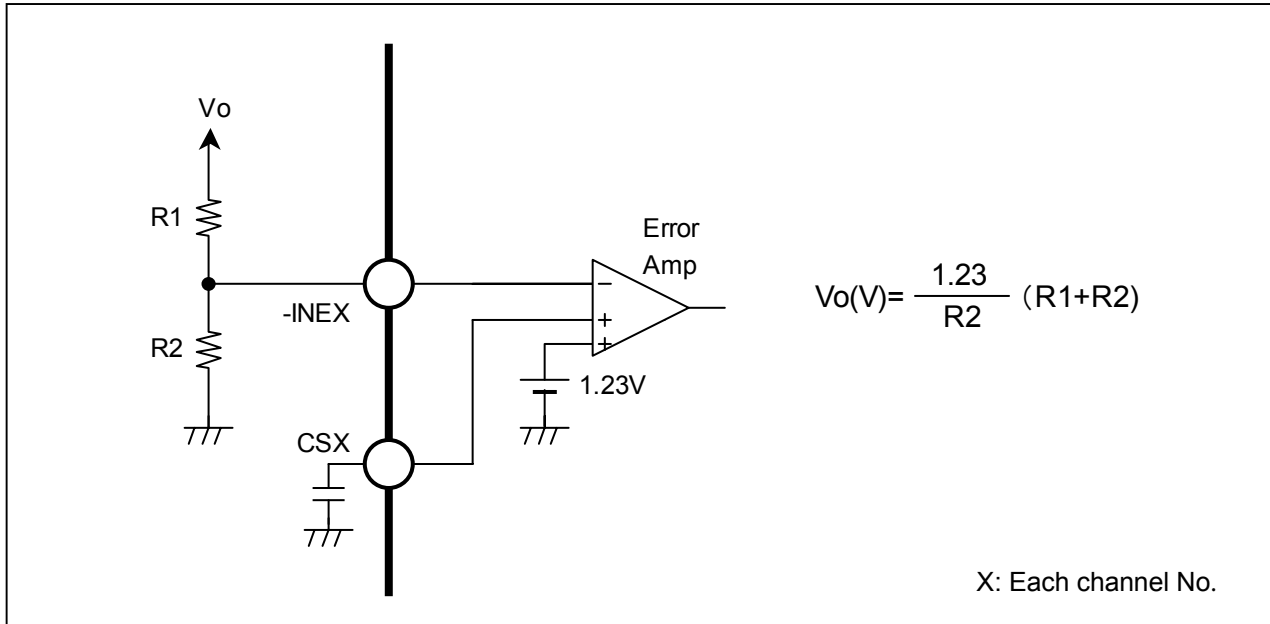 Vo
R1
R2
-INEX
CSX
Error
Amp
−
+
+
1.23V
Vo(V)= 1.23 / R2 (R1+R2)
X: Each channel No.